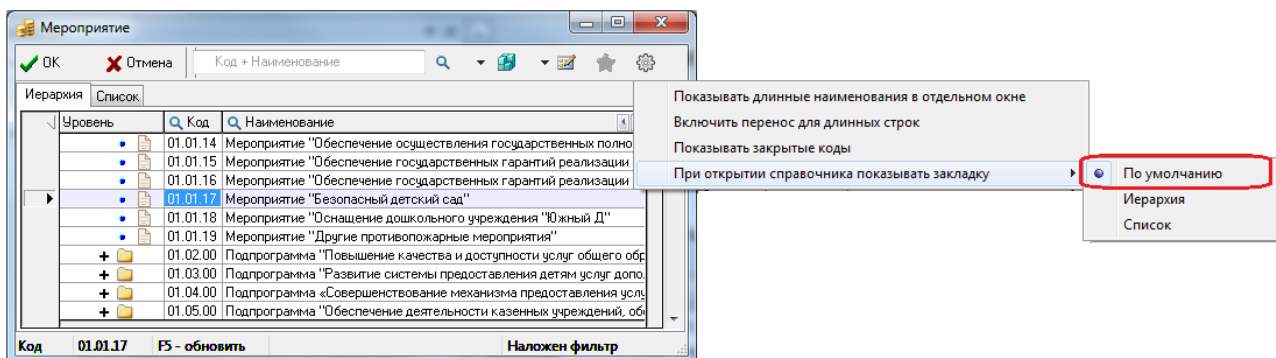 Мероприятие
OK Отмена Код + Наименование
Иерархия Список
Уровень Код Наименование
01.01.14 Мероприятие "Обеспечение осуществления государственных полно
01.01.15 Мероприятие "Обеспечение государственных гарантий реализации
01.01.16 Мероприятие "Обеспечение государственных гарантий реализации
01.01.17 Мероприятие "Безопасный детский сад"
01.01.18 Мероприятие "Оснащение дошкольного учреждения "Южный Д"
01.01.19 Мероприятие "Другие противопожарные мероприятия"
01.02.00 Подпрограмма "Повышение качества и доступности услуг общего обр
01.03.00 Подпрограмма "Развитие системы предоставления детям услуг допо.
01.04.00 Подпрограмма «Совершенствование механизма предоставления услу
01.05.00 Подпрограмма "Обеспечение деятельности казенных учреждений, об
Код 01.01.17 F5 - обновить Наложен фильтр
Показывать длинные наименования в отдельном окне
Включить перенос для длинных строк
Показывать закрытые коды
При открытии справочника показывать закладку
По умолчанию
Иерархия
Список